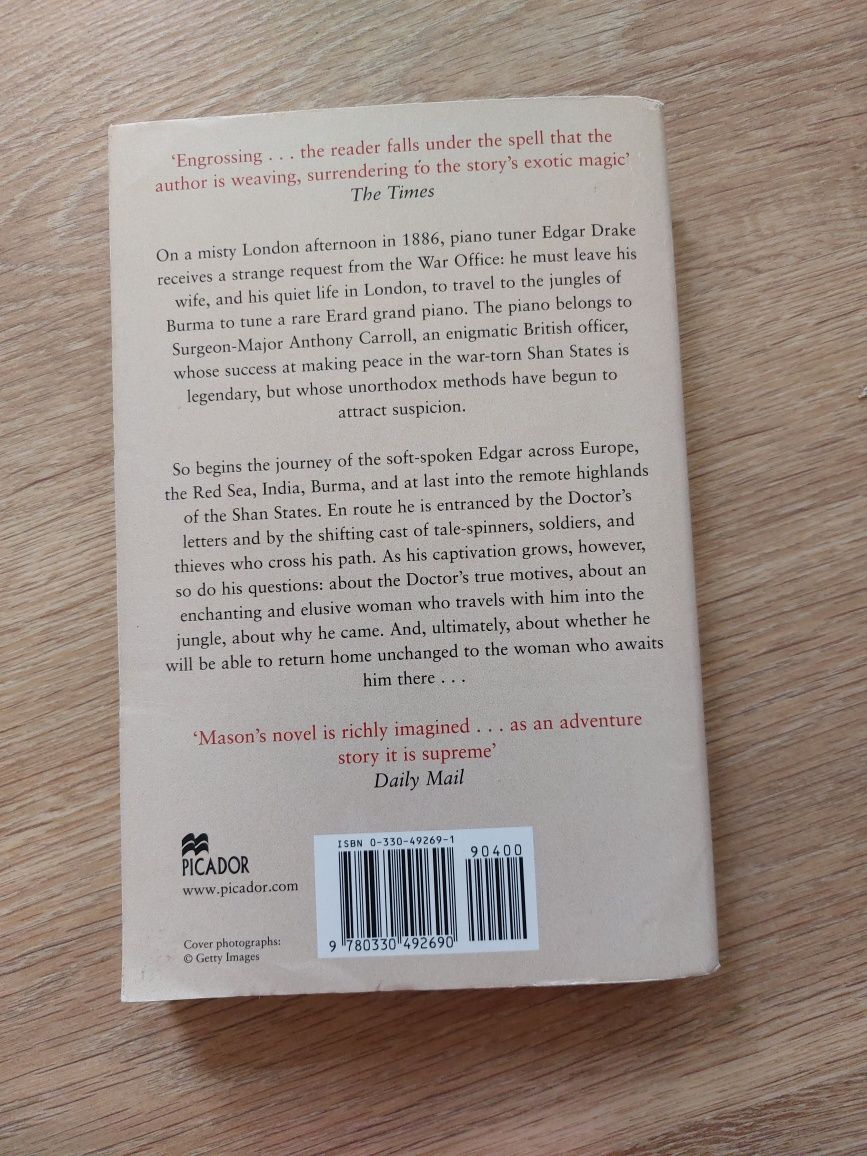 ‘Engrossing . . . the reader falls under the spell that the
author is weaving, surrendering to the story’s exotic magic’
The Times
On a misty London afternoon in 1886, piano tuner Edgar Drake
receives a strange request from the War Office: he must leave his
wife, and his quiet life in London, to travel to the jungles of
Burma to tune a rare Erard grand piano. The piano belongs to
Surgeon-Major Anthony Carroll, an enigmatic British officer,
whose success at making peace in the war-torn Shan States is
legendary, but whose unorthodox methods have begun to
attract suspicion.
So begins the journey of the soft-spoken Edgar across Europe,
the Red Sea, India, Burma, and at last into the remote highlands
of the Shan States. En route he is entranced by the Doctor’s
letters and by the shifting cast of tale-spinners, soldiers, and
thieves who cross his path. As his captivation grows, however,
so do his questions: about the Doctor’s true motives, about an
enchanting and elusive woman who travels with him into the
jungle, about why he came. And, ultimately, about whether he
will be able to return home unchanged to the woman who awaits
him there . . .
‘Mason’s novel is richly imagined . . . as an adventure
story it is supreme’
Daily Mail
PICADOR
www.picador.com
Cover photographs:
© Getty Images
ISBN 0-330-49269-1
90400
9 780330 492690